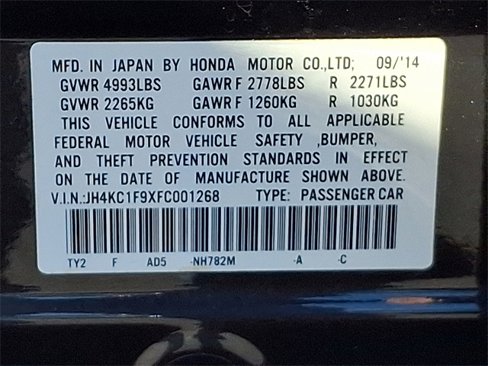 MFD. IN JAPAN BY HONDA MOTOR CO.,LTD; 09/'14
GVWR 4993LBS GAWR F 2778LBS R 2271LBS
GVWR 2265KG GAWR F 1260KG R 1030KG
THIS VEHICLE CONFORMS TO ALL APPLICABLE
FEDERAL MOTOR VEHICLE SAFETY ,BUMPER,
AND THEFT PREVENTION STANDARDS IN EFFECT
ON THE DATE OF MANUFACTURE SHOWN ABOVE.
V.I.N.:JH4KC1F9XFC001268 TYPE: PASSENGER CAR
TY2 F AD5 -NH782M -A -C